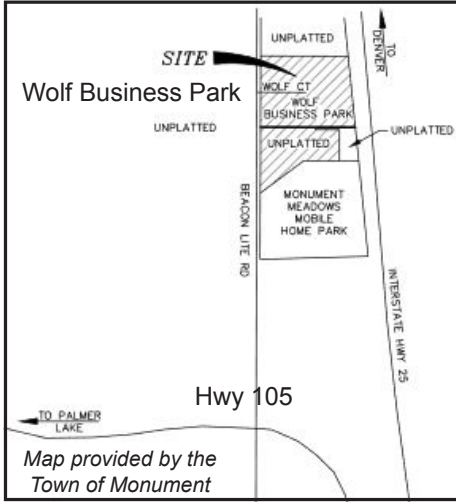 UNPLATTED
TO
DENVER
SITE
Wolf Business Park
WOLF CT
WOLF
BUSINESS PARK
UNPLATTED
UNPLATTED
UNPLATTED
MONUMENT
MEADOWS
MOBILE
HOME PARK
BEACON LITE RD
INTERSTATE HWY 25
Hwy 105
TO PALMER
LAKE
Map provided by the
Town of Monument